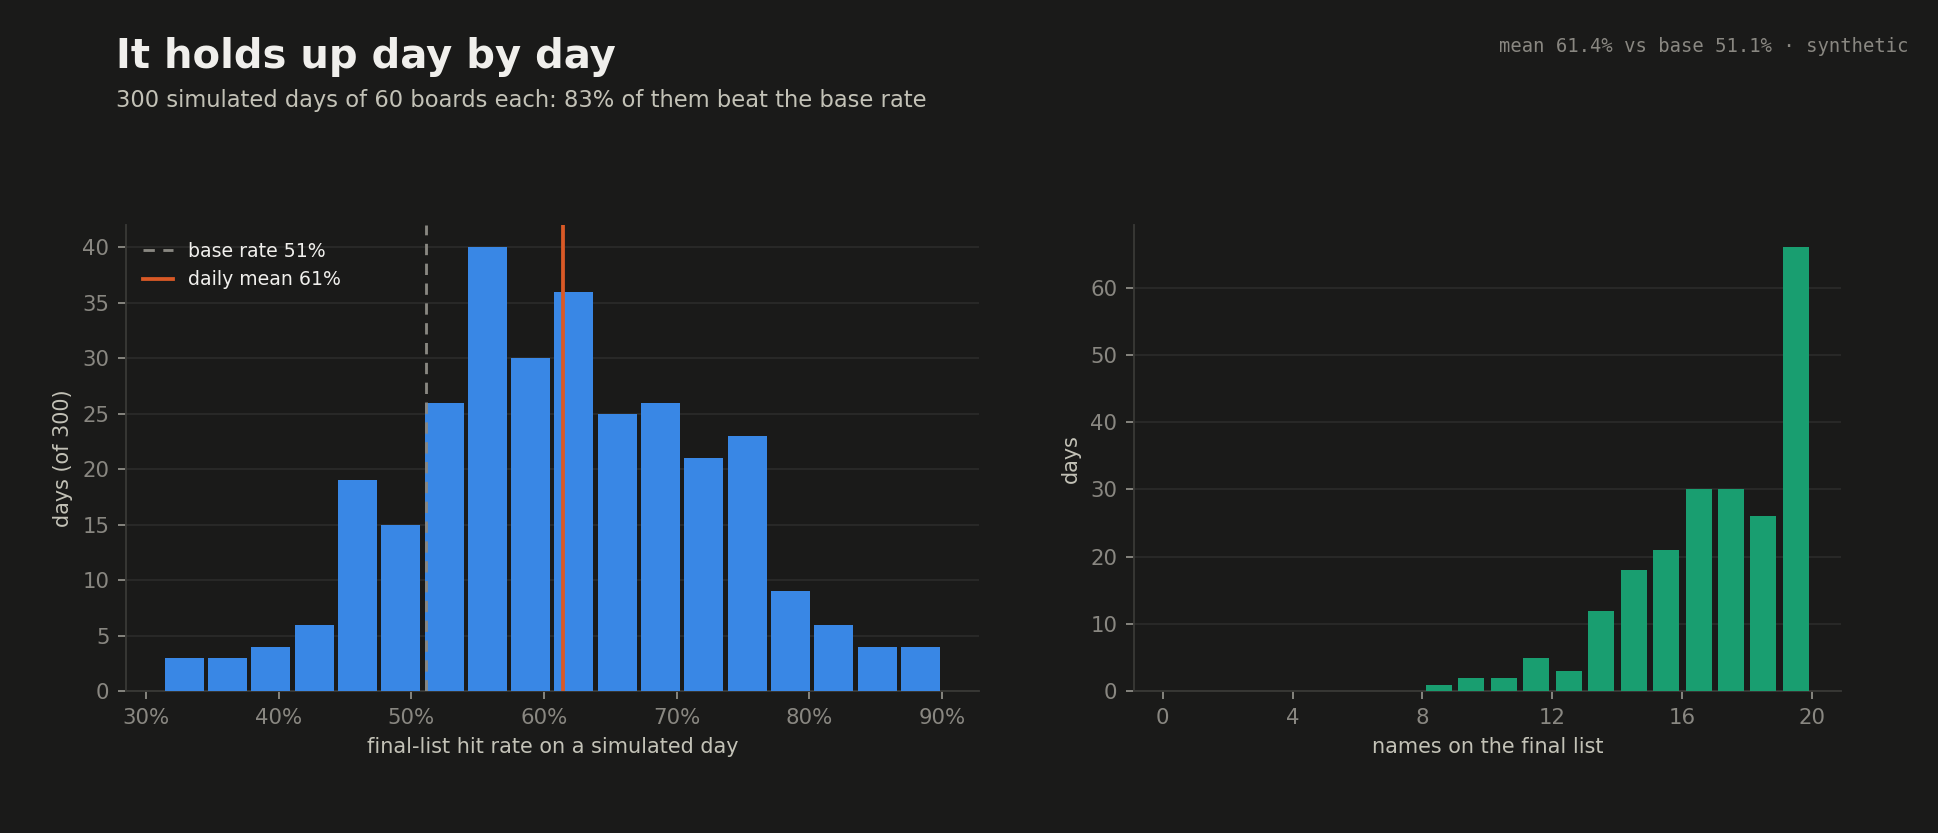 It holds up day by day
mean 61.4% vs base 51.1% · synthetic
300 simulated days of 60 boards each: 83% of them beat the base rate
base rate 51%
daily mean 61%
days (of 300)
40
35
30
25
20
15
10
5
0
30% 40% 50% 60% 70% 80% 90%
final-list hit rate on a simulated day
days
60
50
40
30
20
10
0
0 4 8 12 16 20
names on the final list